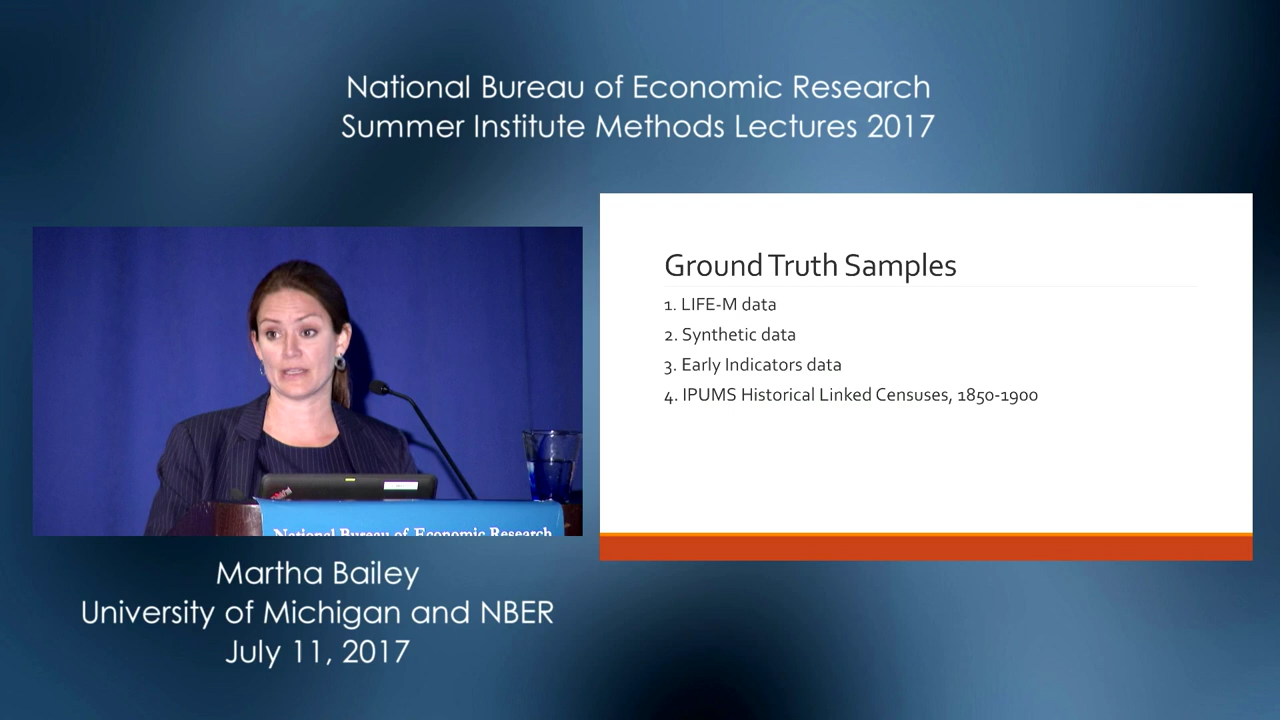 National Bureau of Economic Research
Summer Institute Methods Lectures 2017
Ground Truth Samples
1. LIFE-M data
2. Synthetic data
3. Early Indicators data
4. IPUMS Historical Linked Censuses, 1850-1900
National Bureau of Economic Research
Martha Bailey
University of Michigan and NBER
July 11, 2017